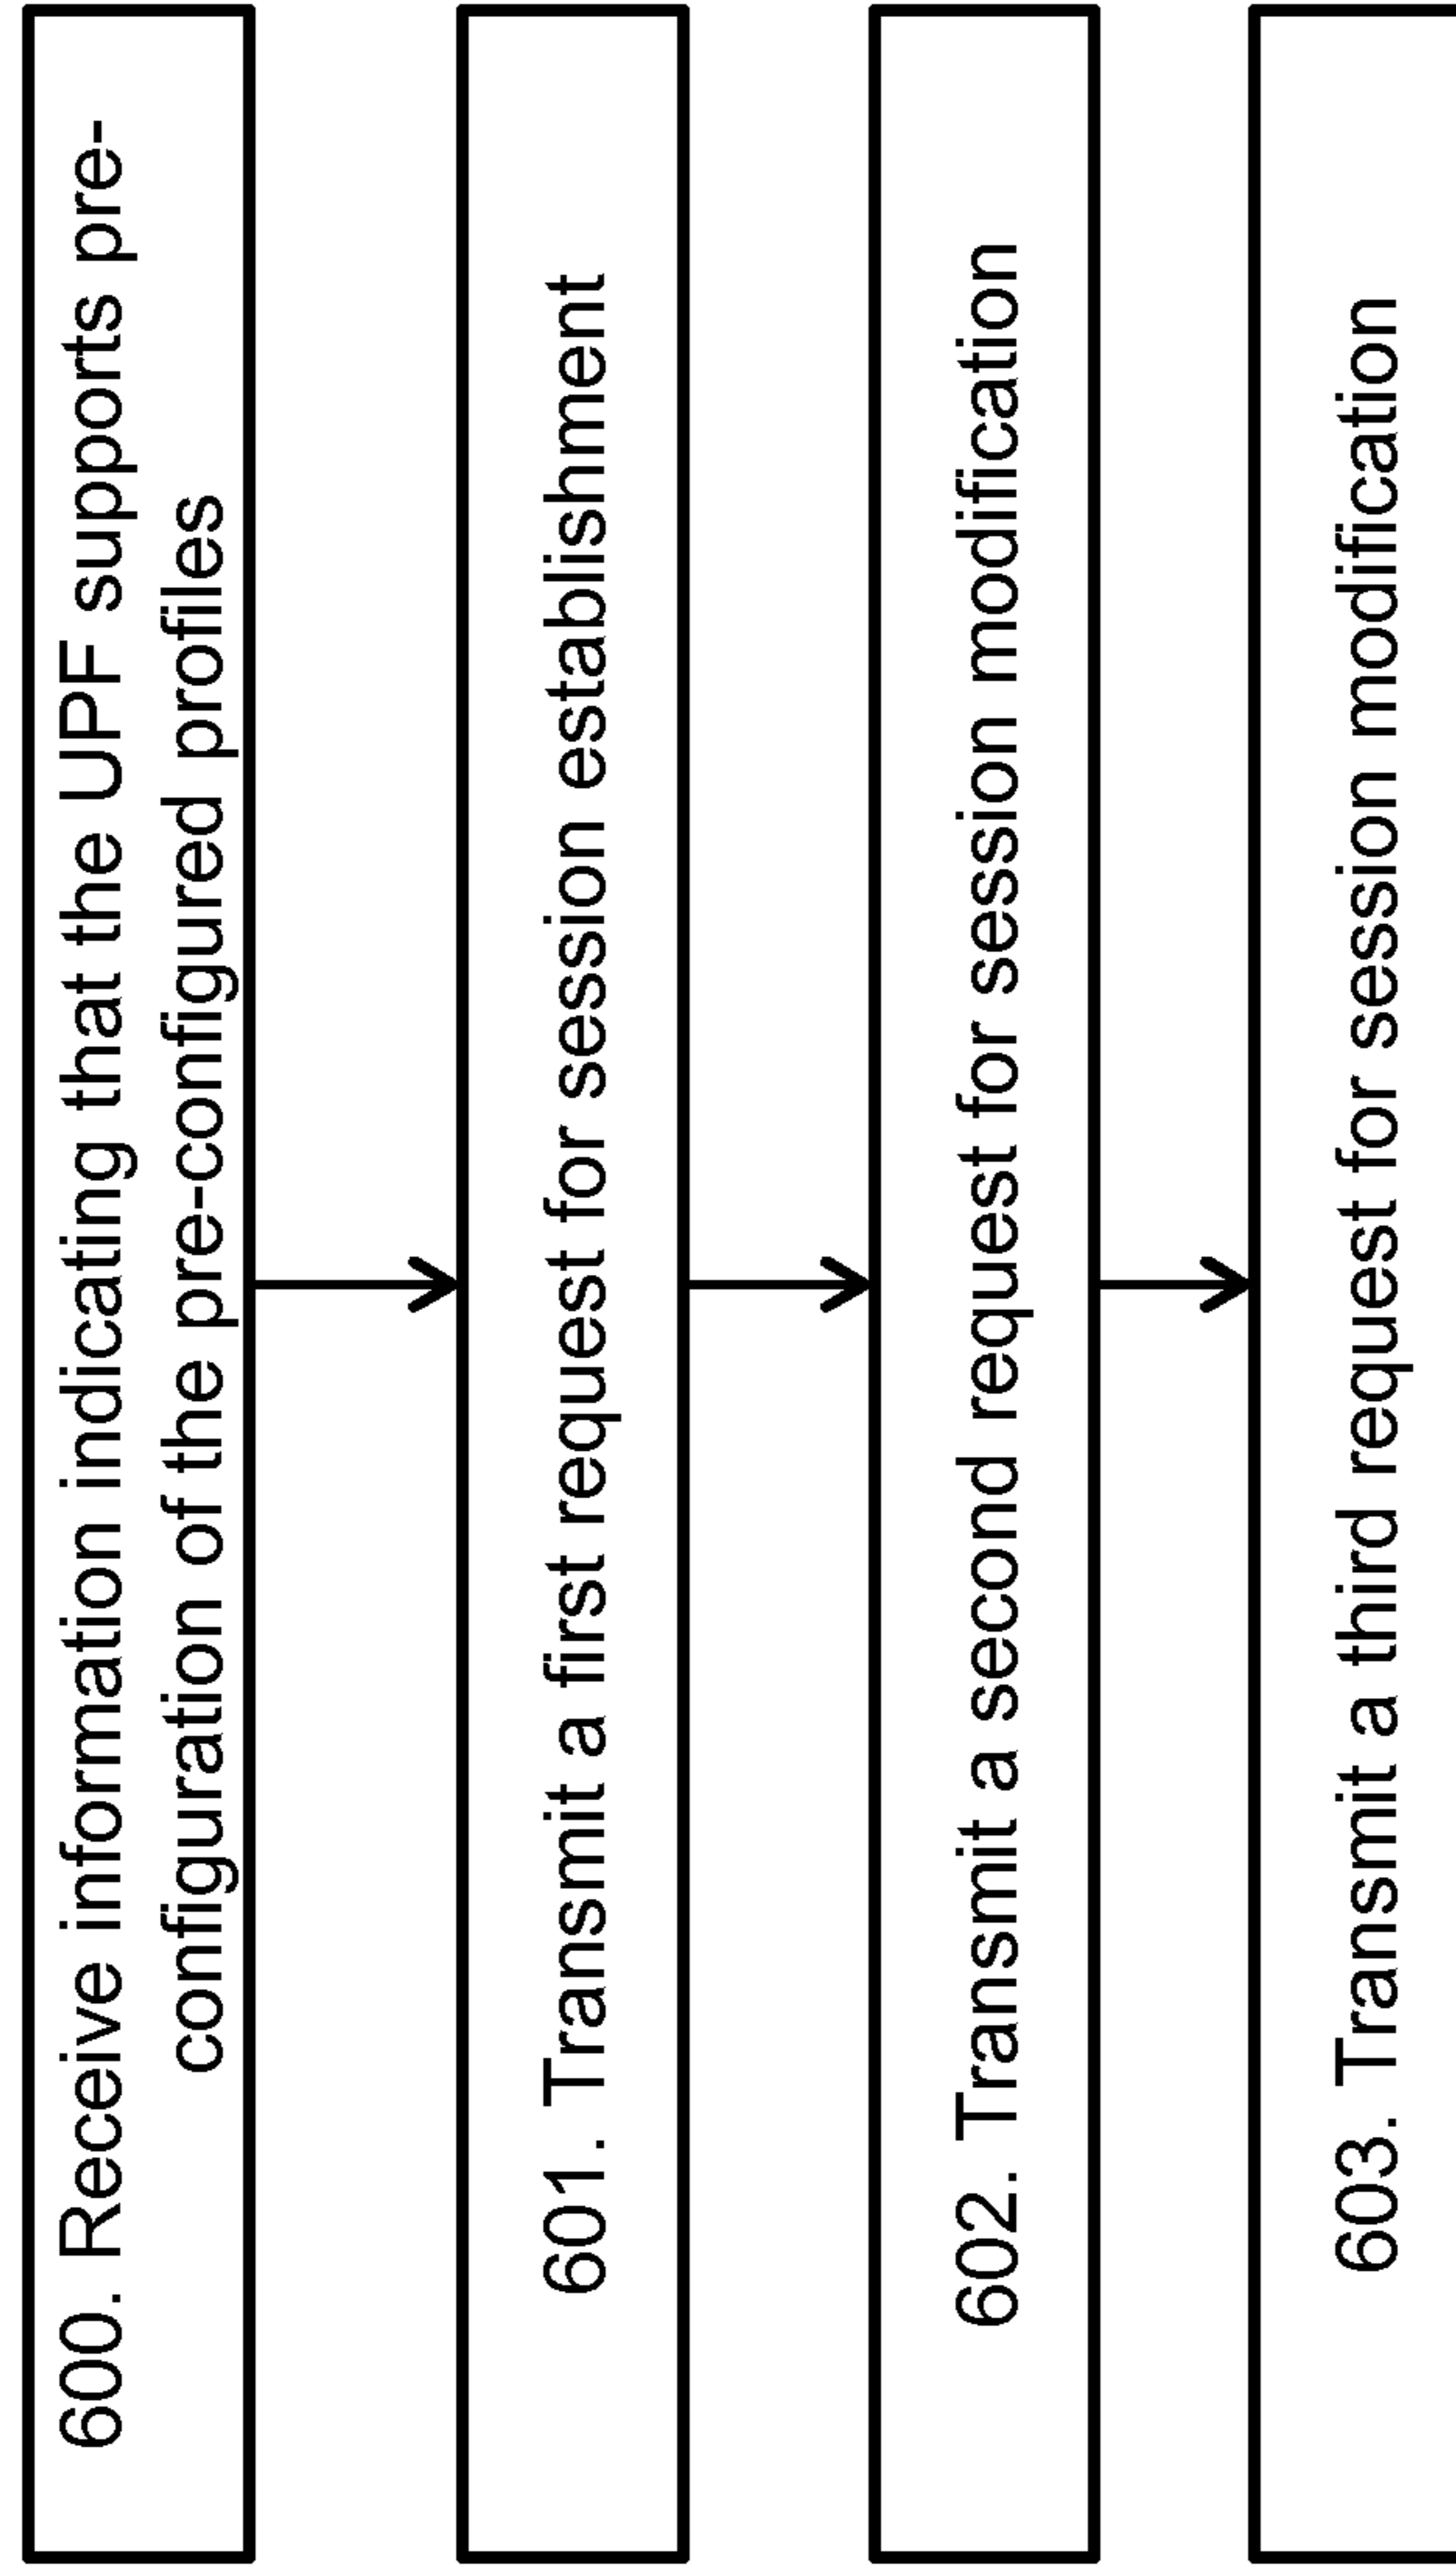 600. Receive information indicating that the UPF supports pre-
configuration of the pre-configured profiles
601. Transmit a first request for session establishment
602. Transmit a second request for session modification
603. Transmit a third request for session modification